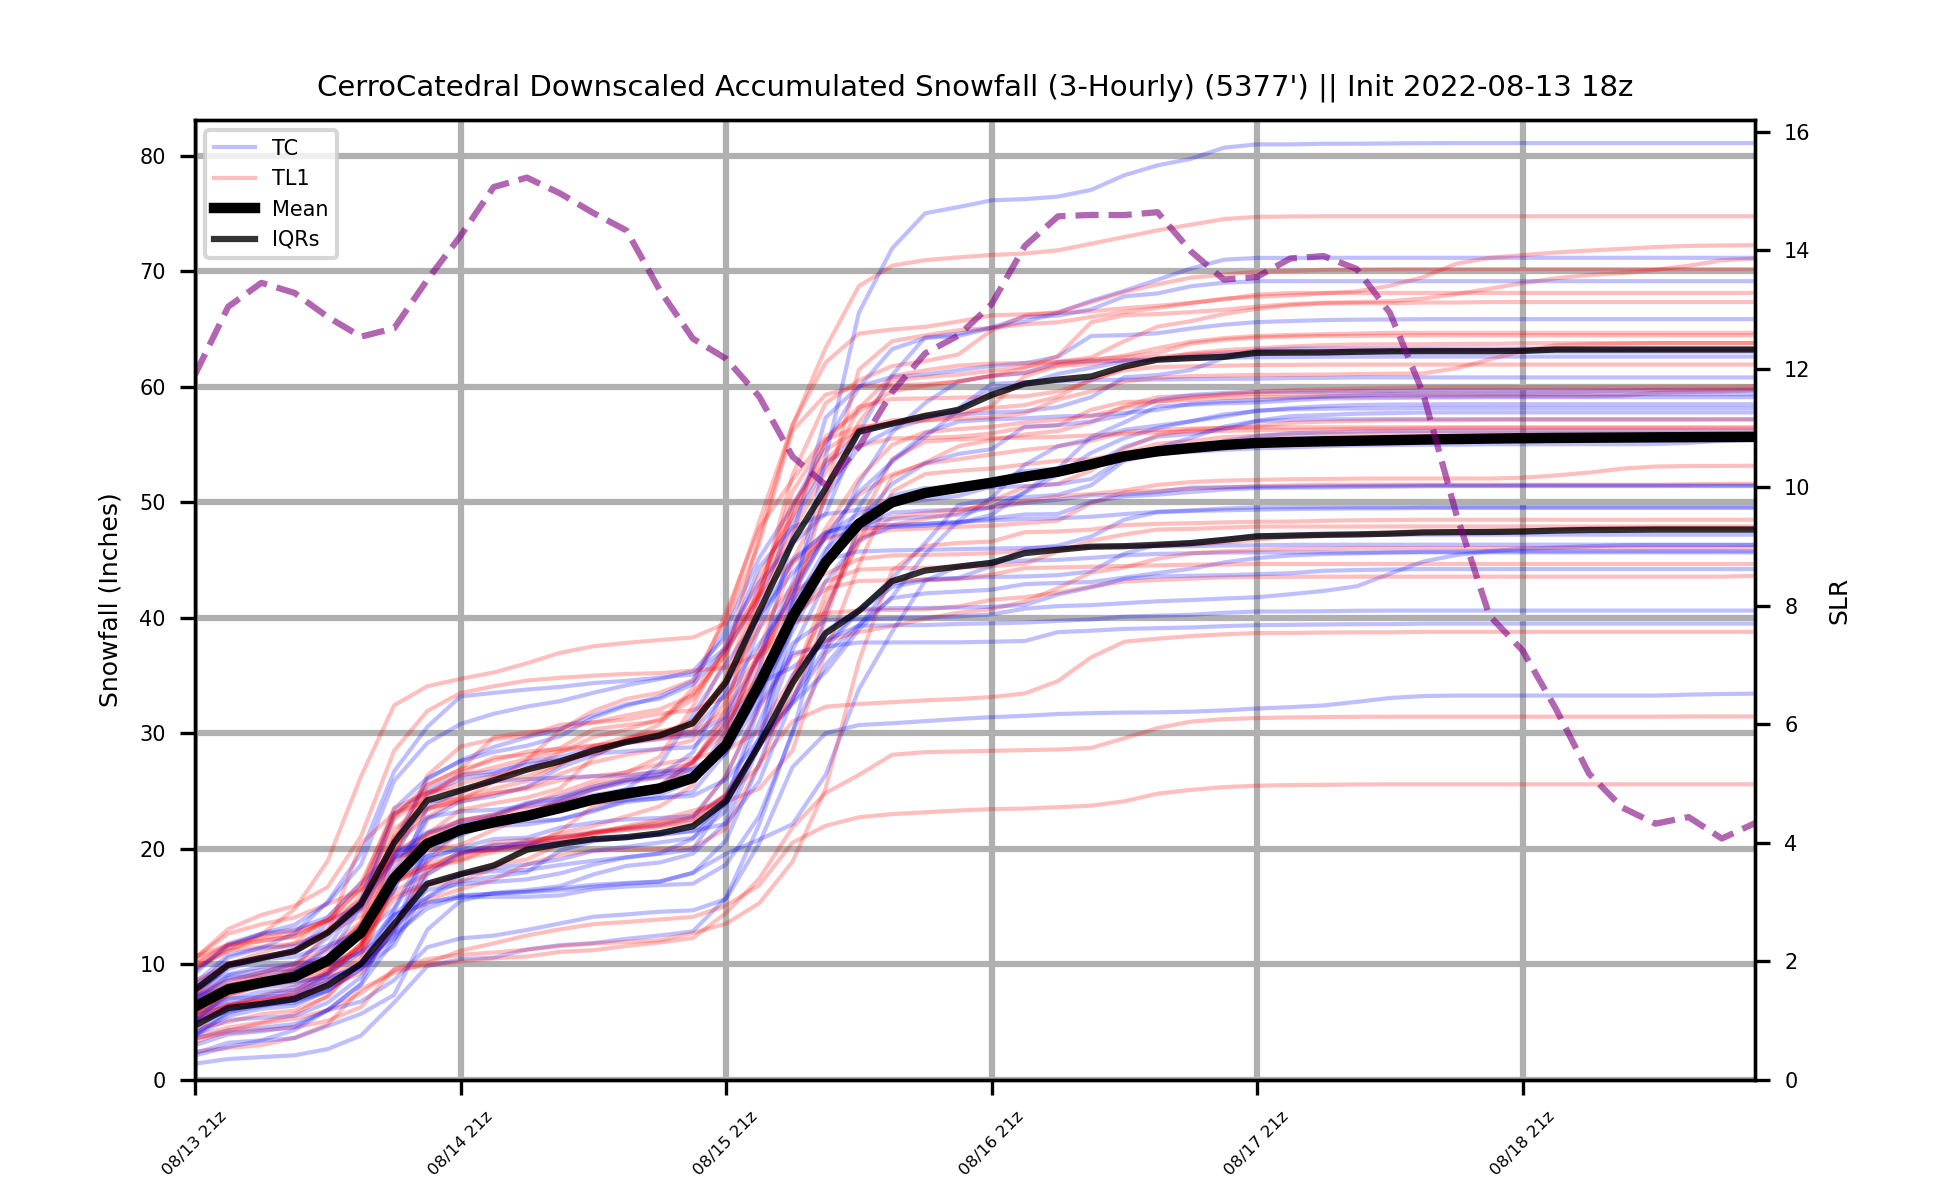 CerroCatedral Downscaled Accumulated Snowfall (3-Hourly) (5377') || Init 2022-08-13 18z
TC
TL1
Mean
IQRs
Snowfall (Inches)
80
70
60
50
40
30
20
10
0
16
14
12
10
8
6
4
2
0
SLR
08/13 21z
08/14 21z
08/15 21z
08/16 21z
08/17 21z
08/18 21z